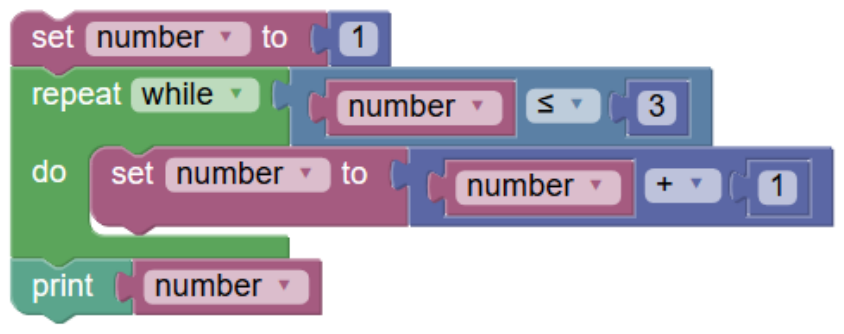 set number to 1
repeat while number ≤ 3
do set number to number + 1
print number